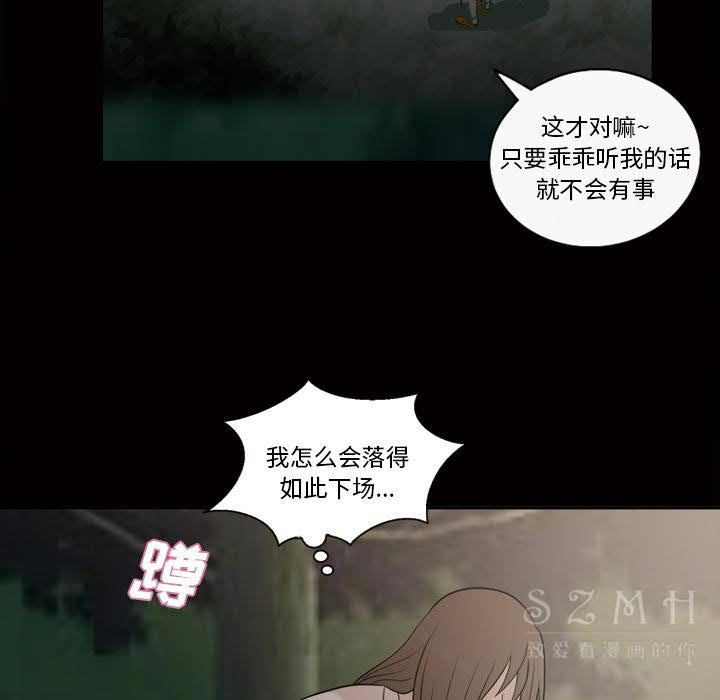 这才对嘛~
只要乖乖听我的话
就不会有事
我怎么会落得
如此下场...
蹲
SZMH
致爱看漫画的你